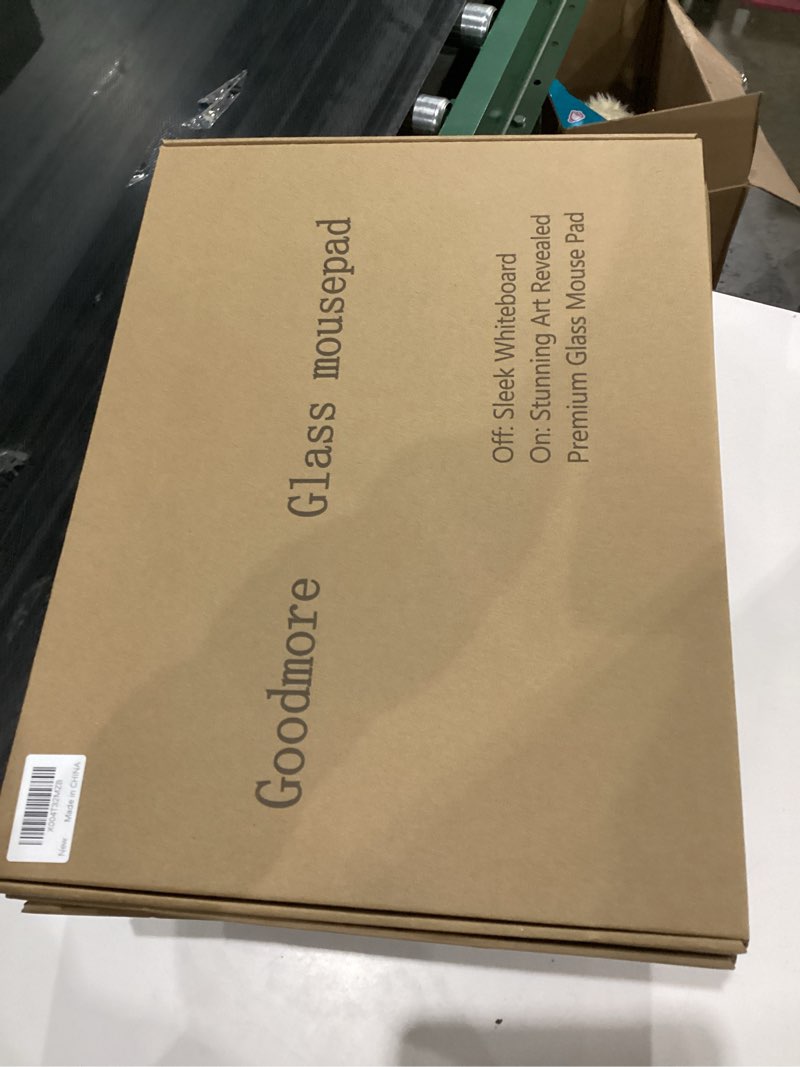 Goodmore Glass mousepad
Off: Sleek Whiteboard
On: Stunning Art Revealed
Premium Glass Mouse Pad
New
Made in CHINA